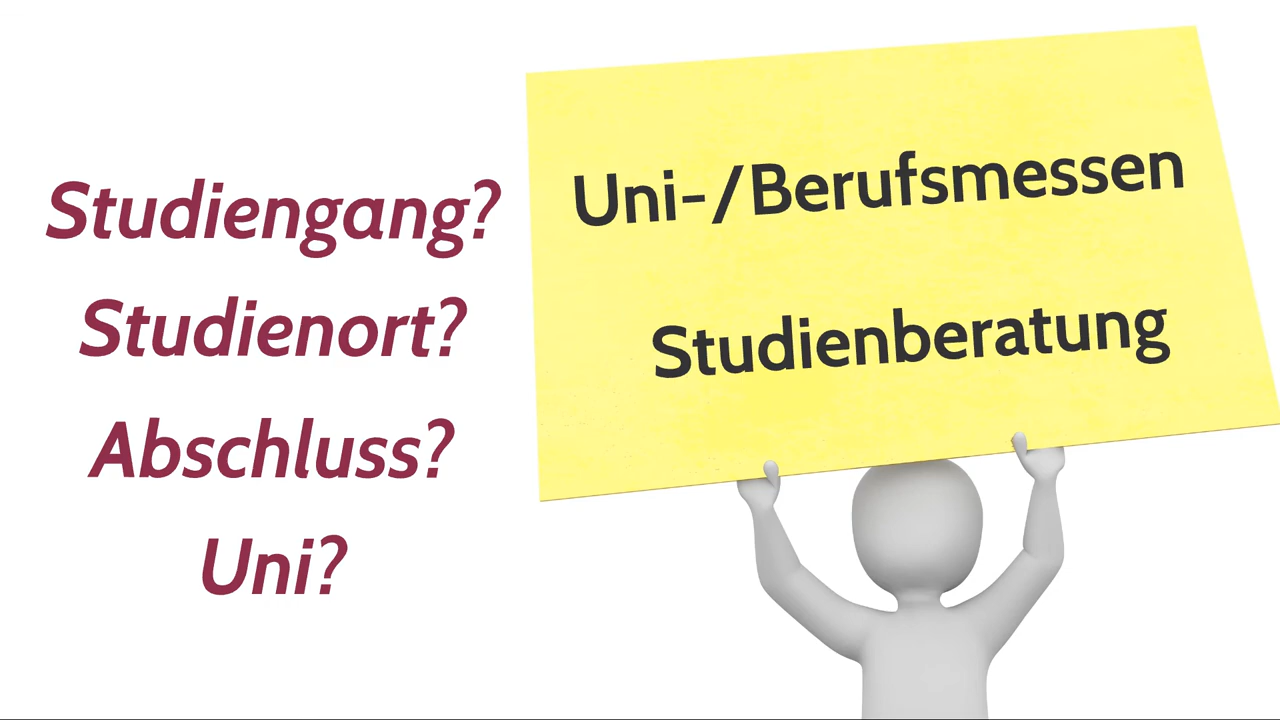 Studiengang?
Studienort?
Abschluss?
Uni?
Uni-/Berufsmessen
Studienberatung